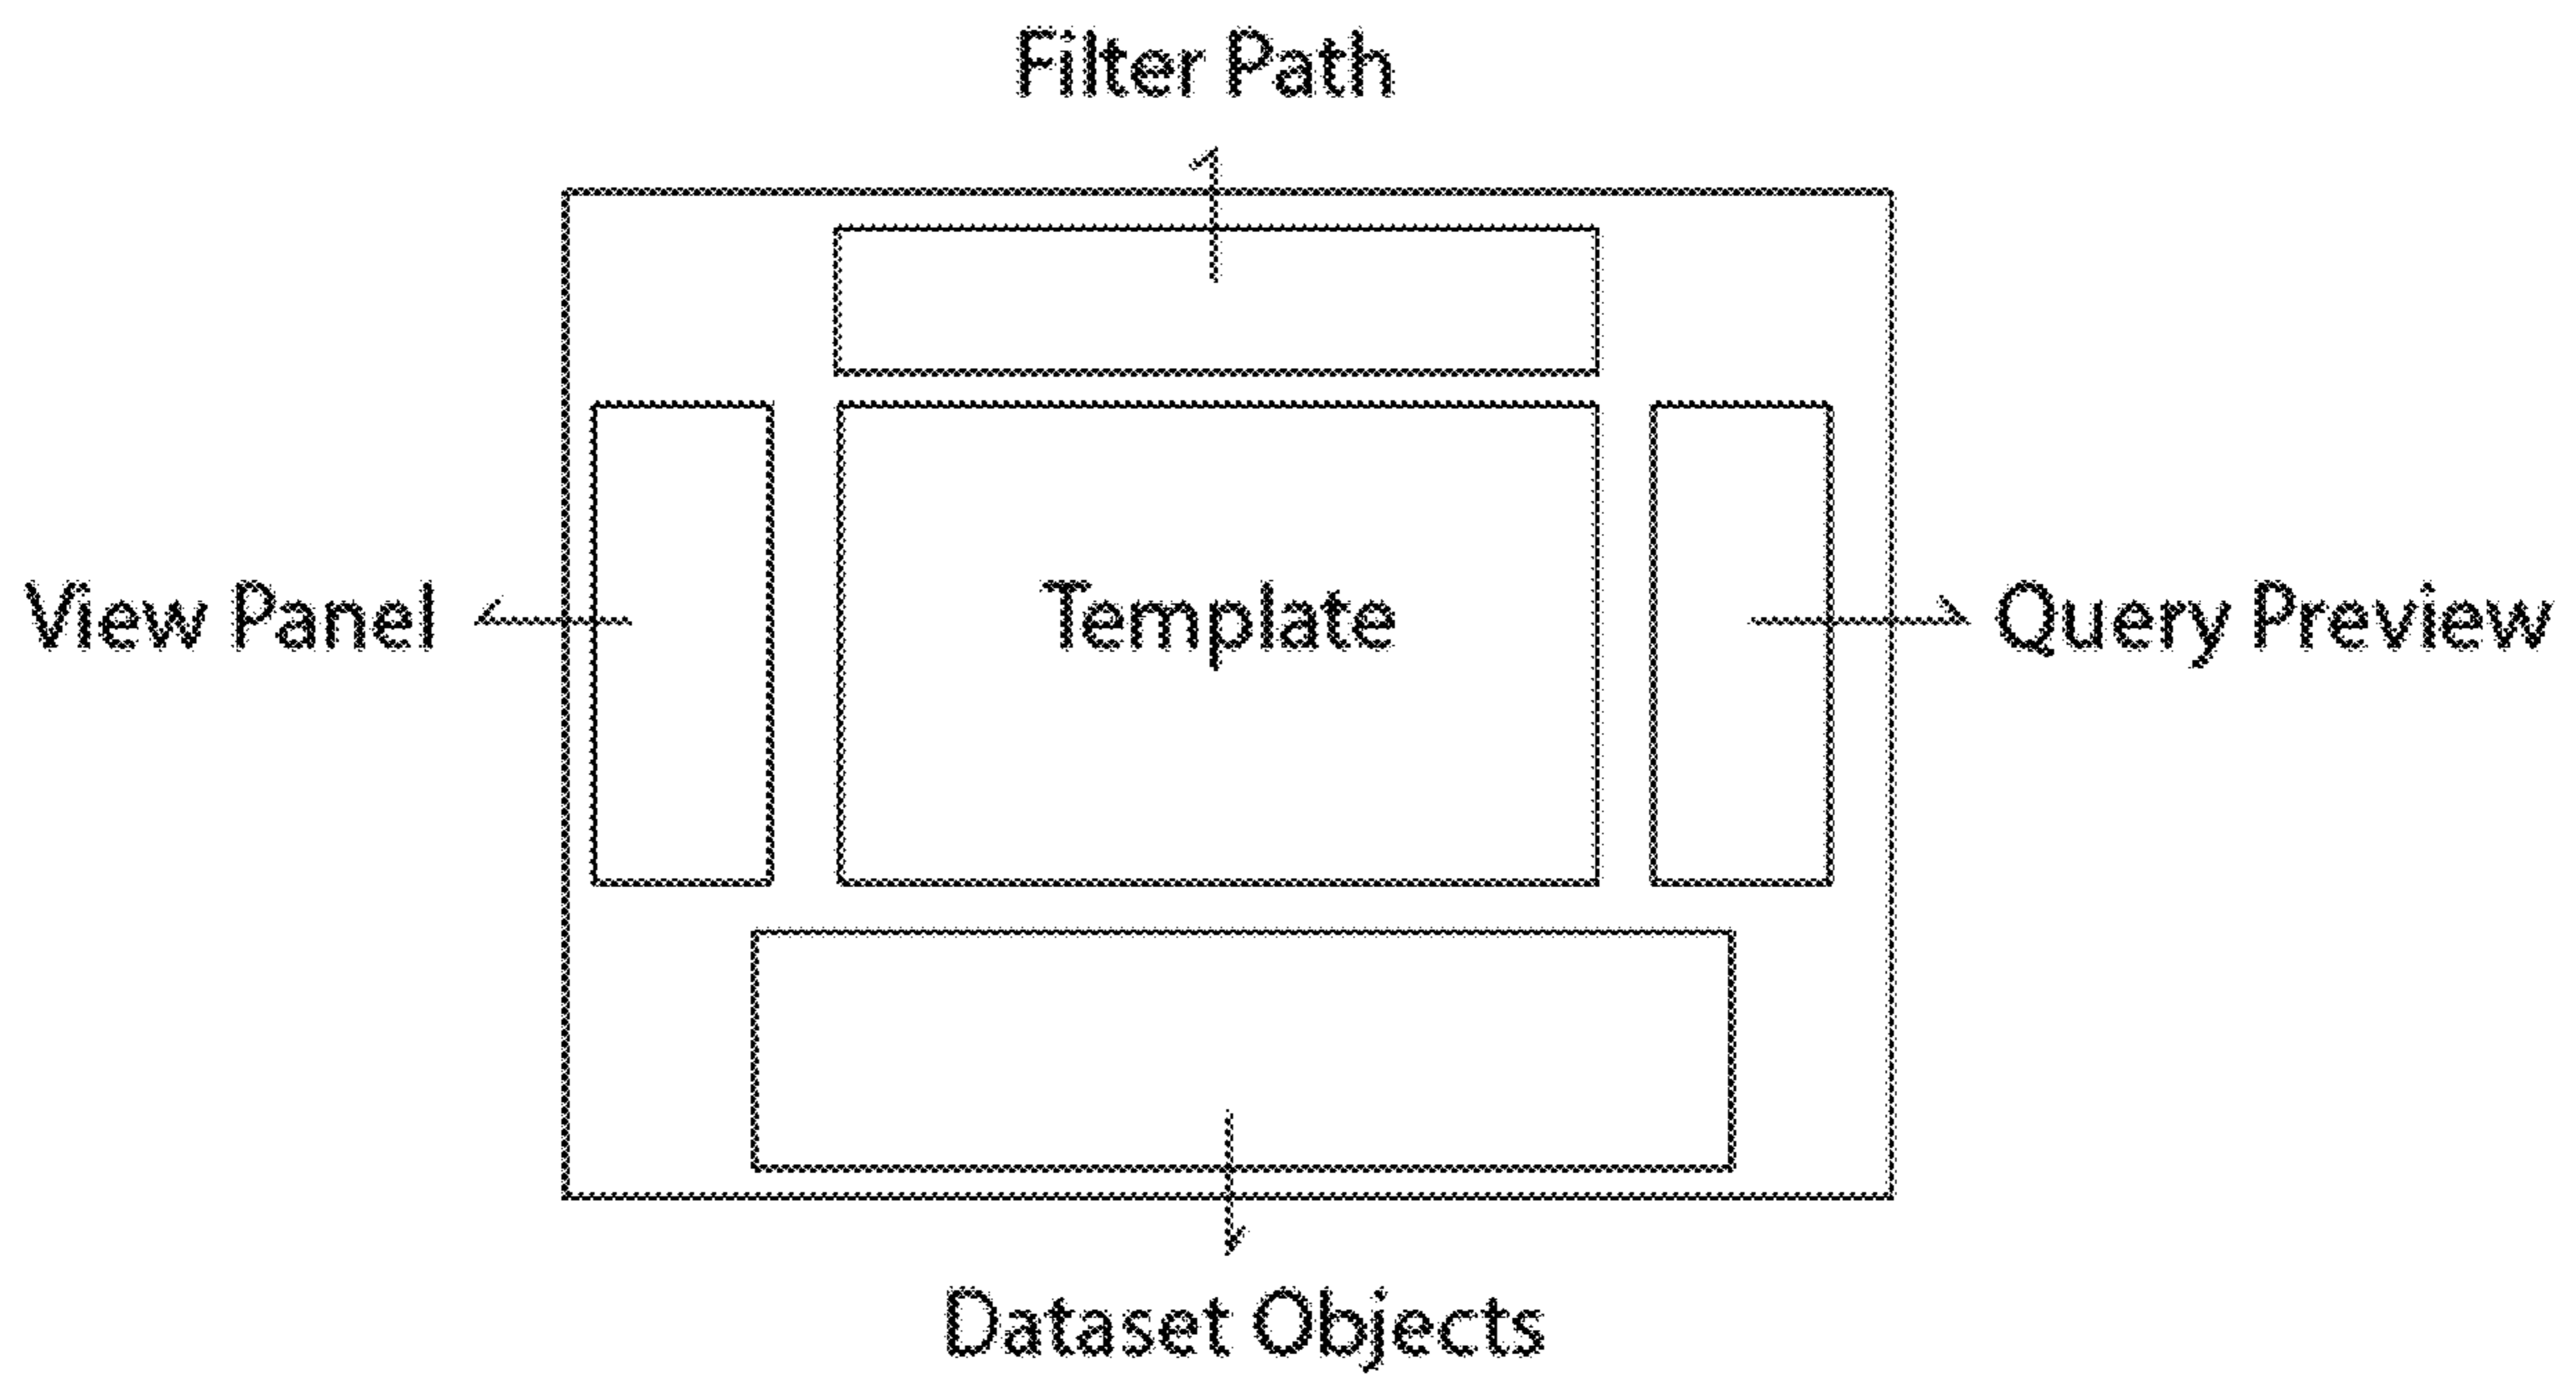 Filter Path
View Panel
Template
Query Preview
Dataset Objects